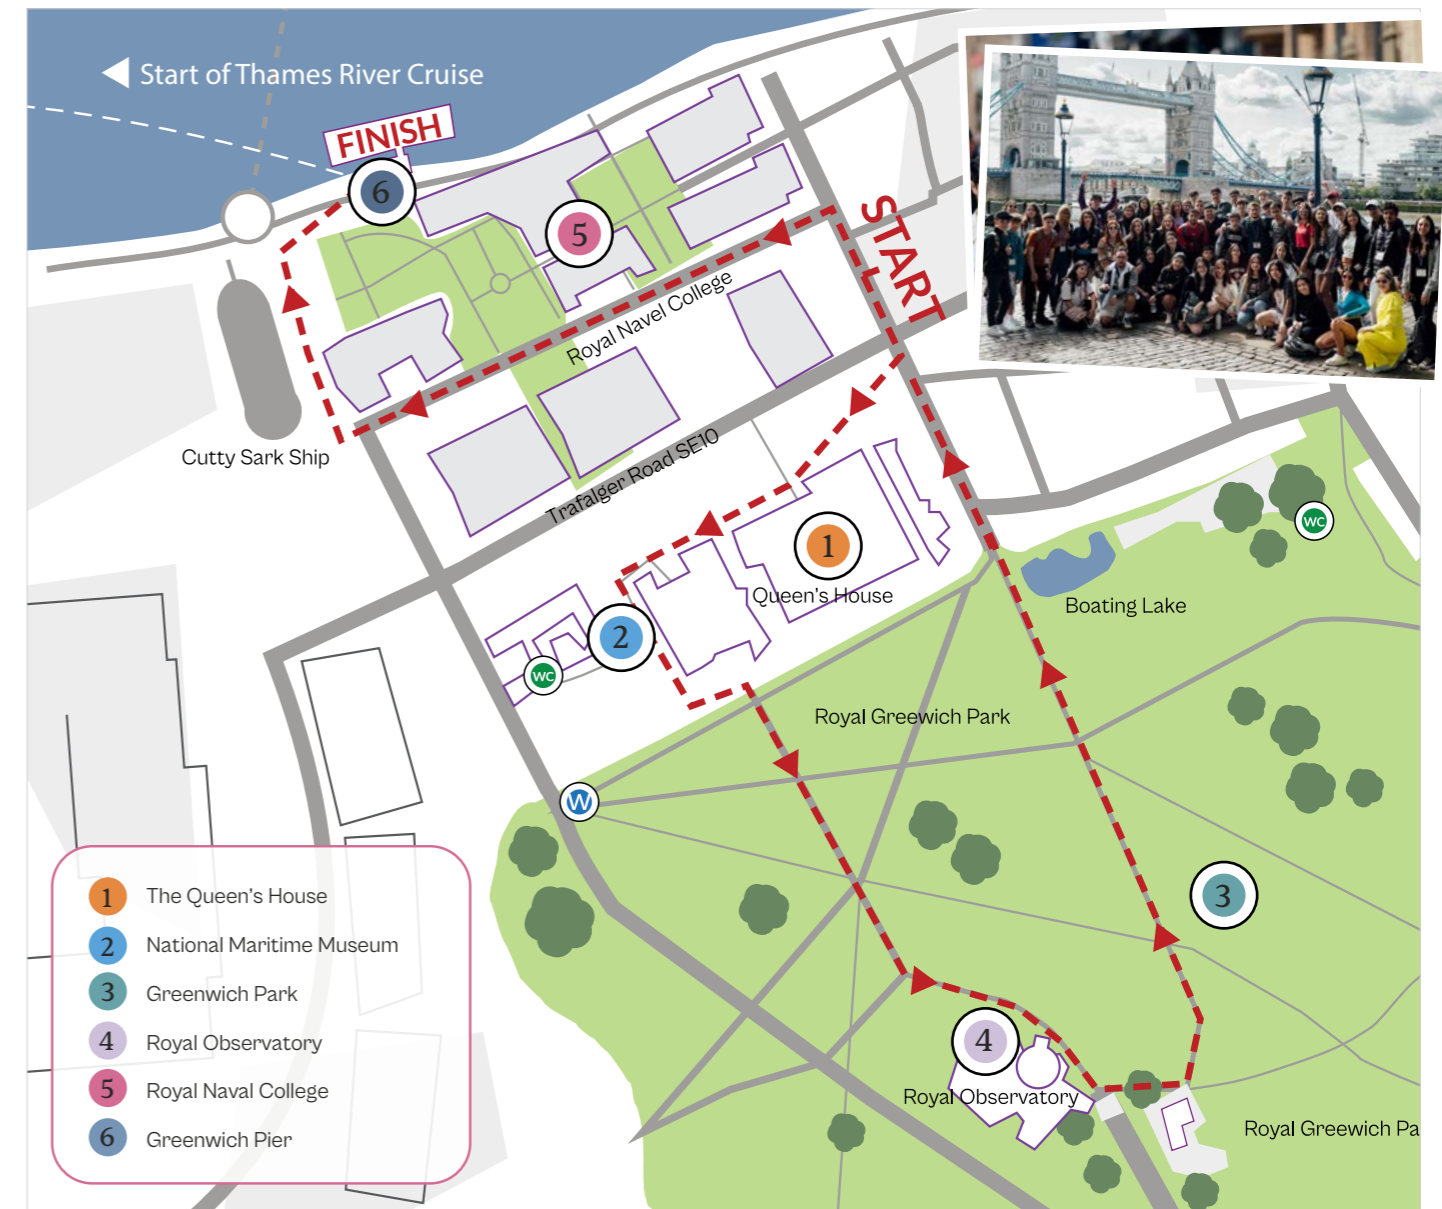 Start of Thames River Cruise
FINISH
6
5
START
Royal Navel College
Cutty Sark Ship
Trafalger Road SE10
1
Queen's House
2
WC
WC
Boating Lake
Royal Greewich Park
W
3
4
Royal Observatory
Royal Greewich Pa
1 The Queen's House
2 National Maritime Museum
3 Greenwich Park
4 Royal Observatory
5 Royal Naval College
6 Greenwich Pier